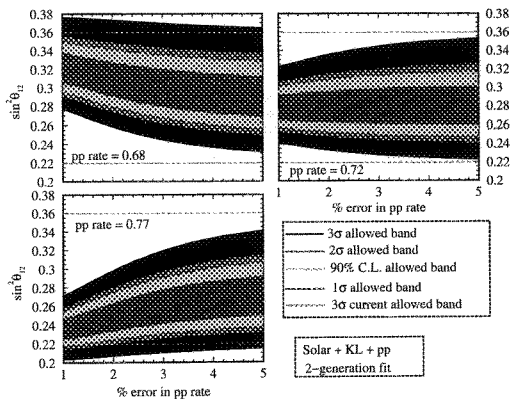 0.38
0.36
0.34
0.32
0.3
0.28
0.26
0.24
0.22
0.2
sin²θ₁₂
pp rate = 0.68
0.38
0.36
0.34
0.32
0.3
0.28
0.26
0.24
0.22
0.2
pp rate = 0.72
1 2 3 4 5
% error in pp rate
0.38
0.36
0.34
0.32
0.3
0.28
0.26
0.24
0.22
0.2
sin²θ₁₂
pp rate = 0.77
1 2 3 4 5
% error in pp rate
3σ allowed band
2σ allowed band
90% C.L. allowed band
1σ allowed band
3σ current allowed band
Solar + KL + pp
2-generation fit